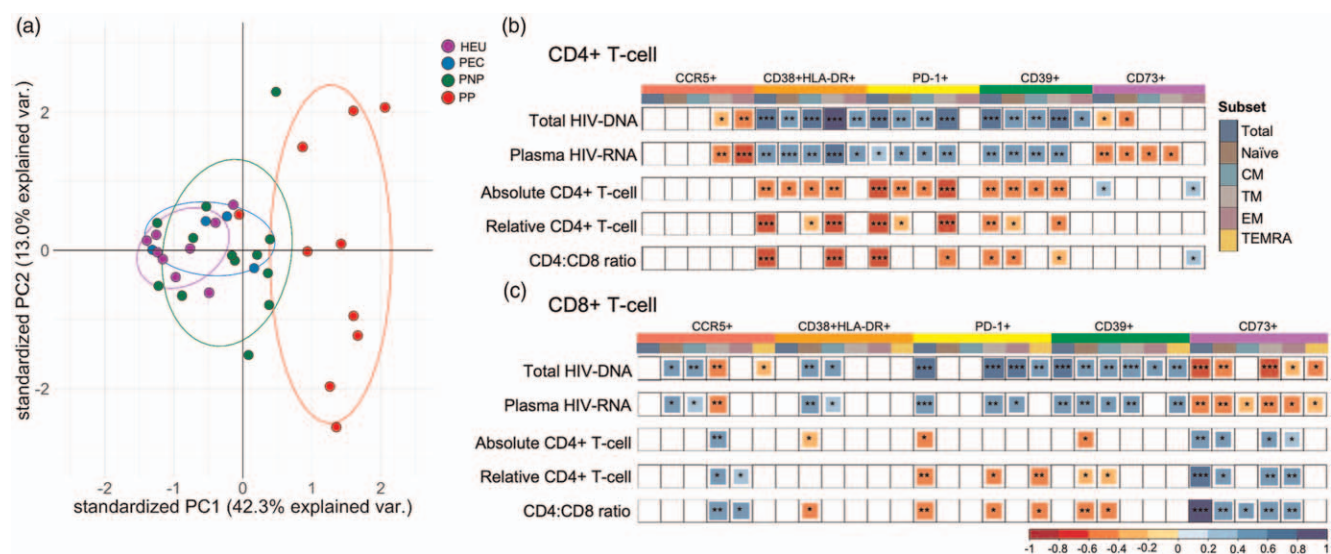 (a)
HEU
PEC
PNP
PP
standardized PC2 (13.0% explained var.)
2
0
-2
-2
-1
0
1
2
standardized PC1 (42.3% explained var.)
(b)
CD4+ T-cell
CCR5+ CD38+HLA-DR+ PD-1+ CD39+ CD73+
Total HIV-DNA
Plasma HIV-RNA
Absolute CD4+ T-cell
Relative CD4+ T-cell
CD4:CD8 ratio
Subset
Total
Naïve
CM
TM
EM
TEMRA
(c)
CD8+ T-cell
CCR5+ CD38+HLA-DR+ PD-1+ CD39+ CD73+
Total HIV-DNA
Plasma HIV-RNA
Absolute CD4+ T-cell
Relative CD4+ T-cell
CD4:CD8 ratio
-1 -0.8 -0.6 -0.4 -0.2 0 0.2 0.4 0.6 0.8 1